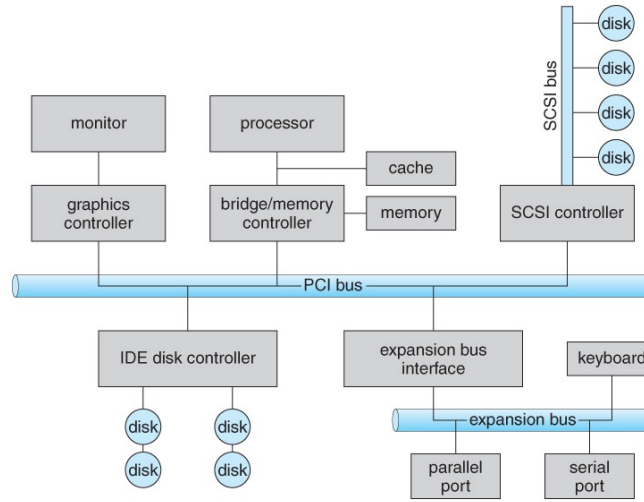 disk
disk
disk
disk
SCSI bus
monitor
processor
cache
graphics
controller
bridge/memory
controller
memory
SCSI controller
PCI bus
IDE disk controller
expansion bus
interface
keyboard
disk
disk
disk
disk
expansion bus
parallel
port
serial
port